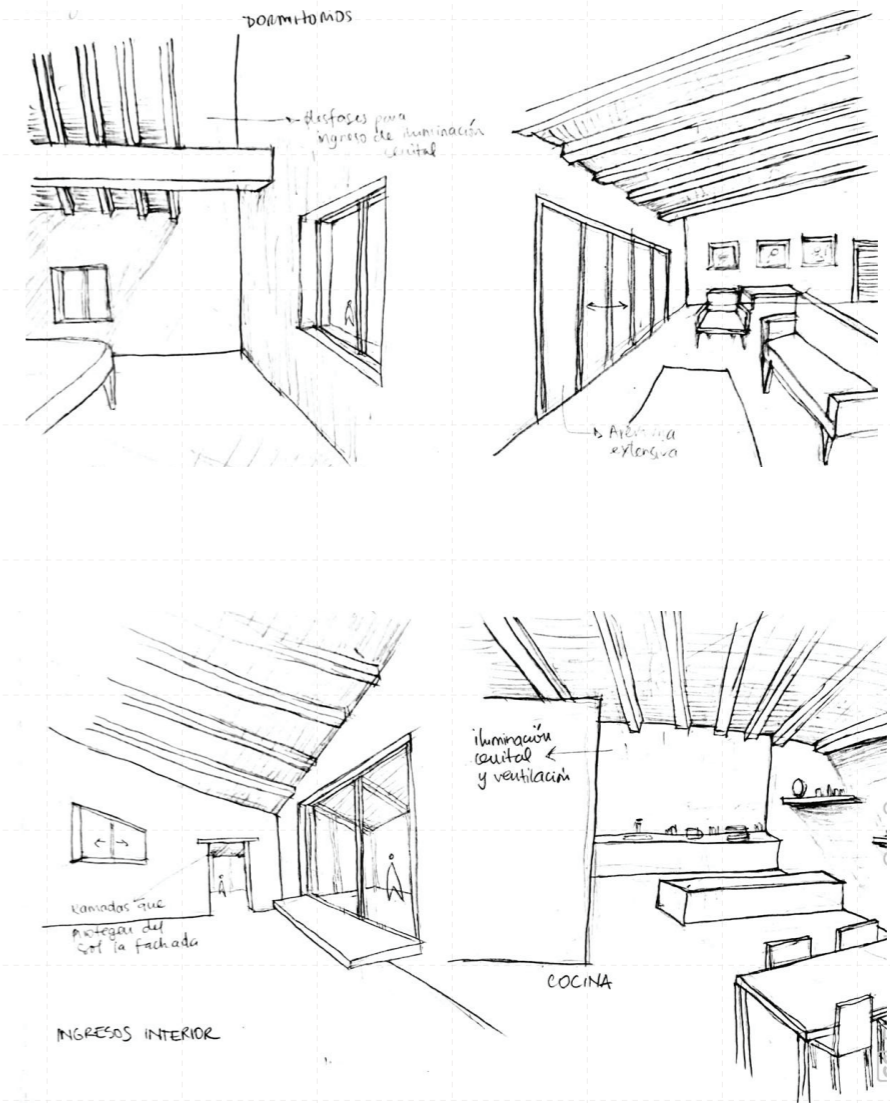 DORMITORIOS
desfases para
ingreso de iluminación
cenital
Apertura
extensiva
iluminación
cenital
y ventilación
Ramadas que
protegen del
sol la fachada
COCINA
INGRESOS INTERIOR